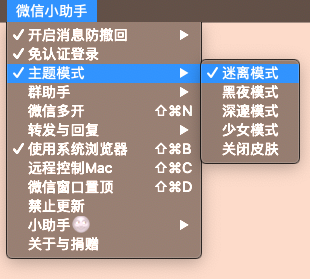 微信小助手
✓ 开启消息防撤回 ▶
✓ 免认证登录
✓ 主题模式 ▶
群助手 ▶
微信多开 ⇧⌘N
转发与回复 ▶
✓ 使用系统浏览器 ⇧⌘B
远程控制Mac ⇧⌘C
微信窗口置顶 ⇧⌘D
禁止更新
小助手 ▶
关于与捐赠
✓ 迷离模式
黑夜模式
深邃模式
少女模式
关闭皮肤